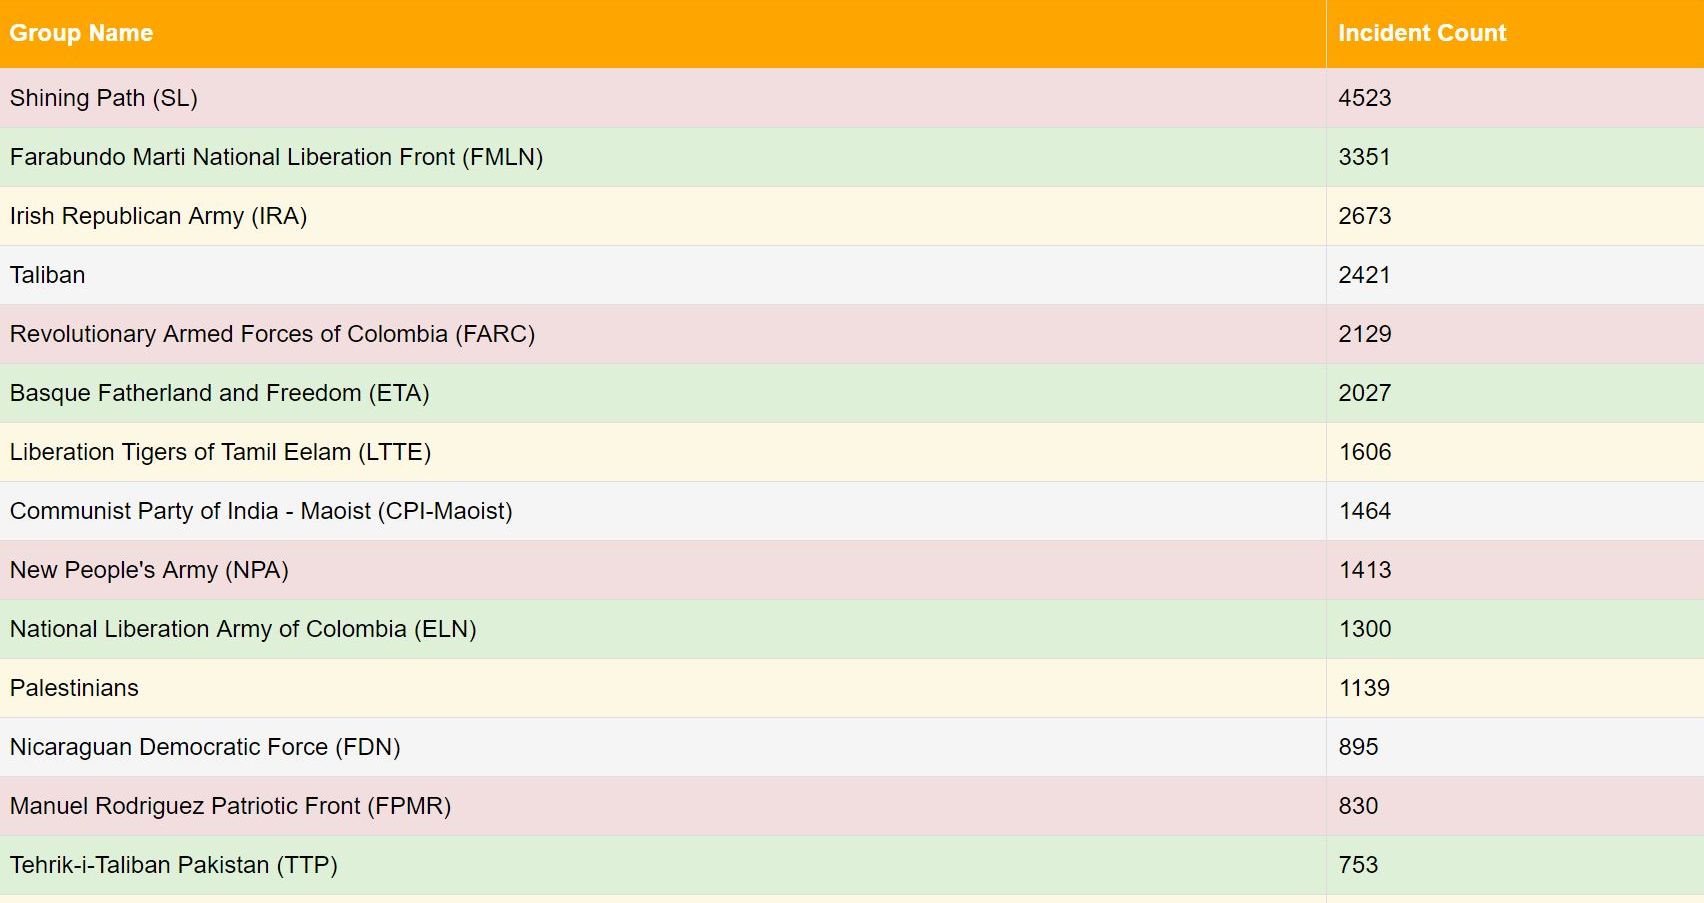 Group Name Incident Count
Shining Path (SL) 4523
Farabundo Marti National Liberation Front (FMLN) 3351
Irish Republican Army (IRA) 2673
Taliban 2421
Revolutionary Armed Forces of Colombia (FARC) 2129
Basque Fatherland and Freedom (ETA) 2027
Liberation Tigers of Tamil Eelam (LTTE) 1606
Communist Party of India - Maoist (CPI-Maoist) 1464
New People's Army (NPA) 1413
National Liberation Army of Colombia (ELN) 1300
Palestinians 1139
Nicaraguan Democratic Force (FDN) 895
Manuel Rodriguez Patriotic Front (FPMR) 830
Tehrik-i-Taliban Pakistan (TTP) 753